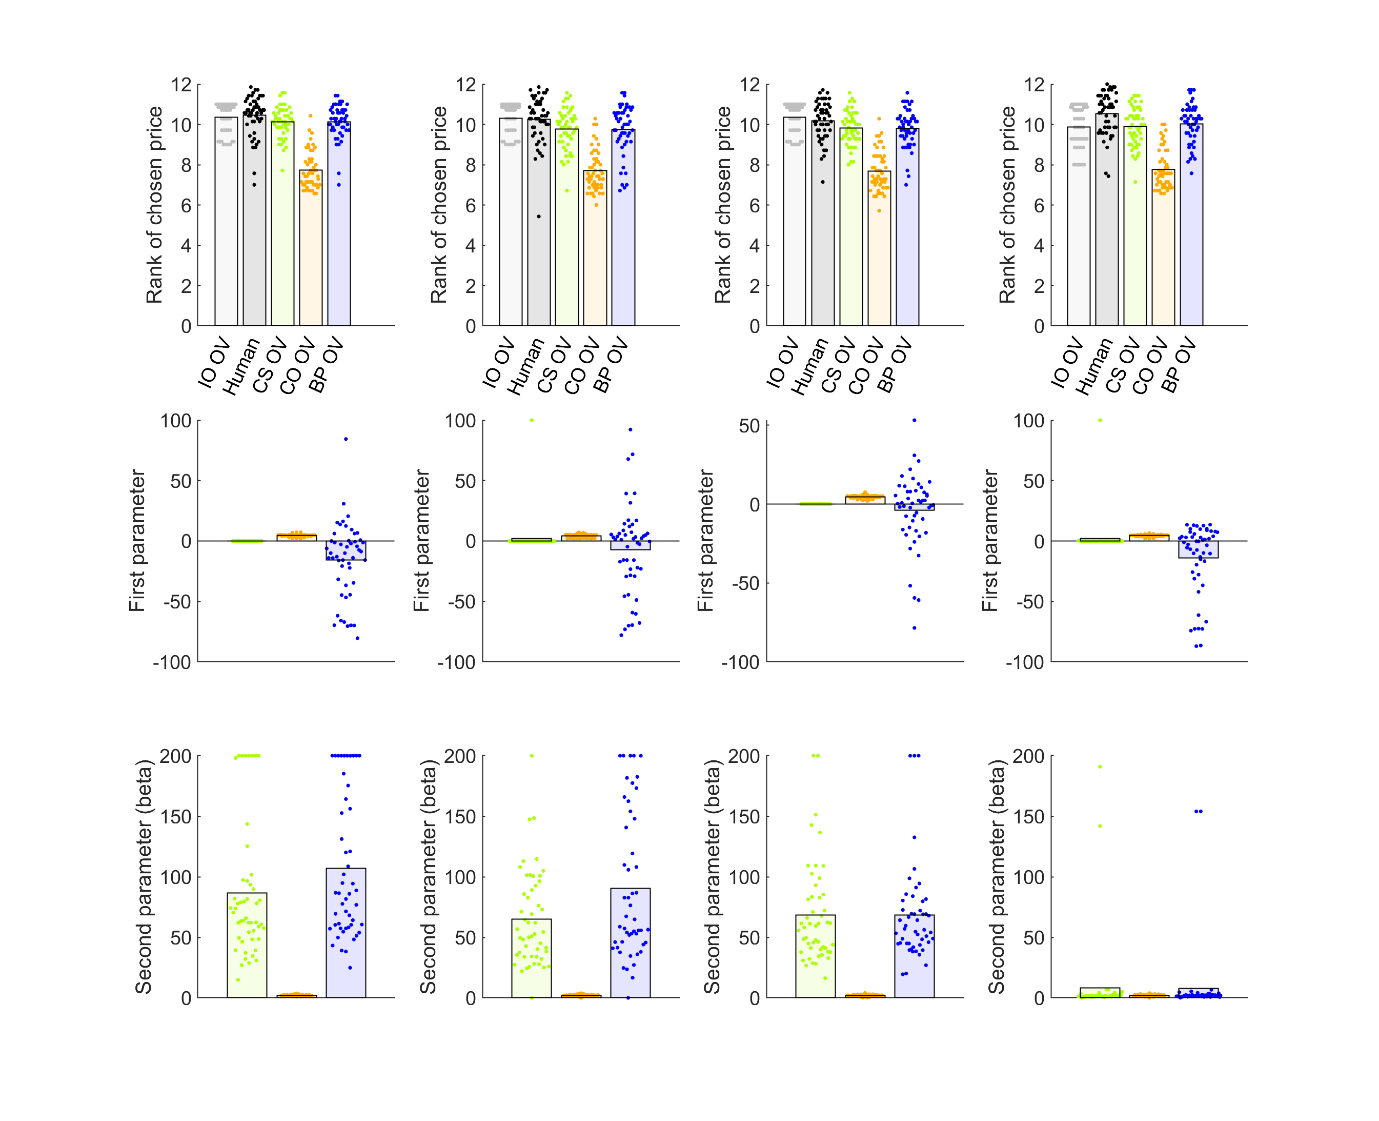 12
10
8
6
4
2
0
Rank of chosen price
IO OV
Human
CS OV
CO OV
BP OV
12
10
8
6
4
2
0
Rank of chosen price
IO OV
Human
CS OV
CO OV
BP OV
12
10
8
6
4
2
0
Rank of chosen price
IO OV
Human
CS OV
CO OV
BP OV
12
10
8
6
4
2
0
Rank of chosen price
IO OV
Human
CS OV
CO OV
BP OV
100
50
0
-50
-100
First parameter
100
50
0
-50
-100
First parameter
50
0
-50
-100
First parameter
100
50
0
-50
-100
First parameter
200
150
100
50
0
Second parameter (beta)
200
150
100
50
0
Second parameter (beta)
200
150
100
50
0
Second parameter (beta)
200
150
100
50
0
Second parameter (beta)